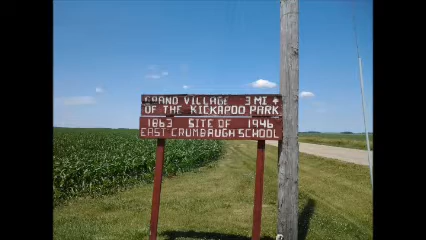 GRAND VILLAGE 3 MI →
OF THE KICKAPOO PARK
1863 SITE OF 1946
EAST CRUMBAUGH SCHOOL